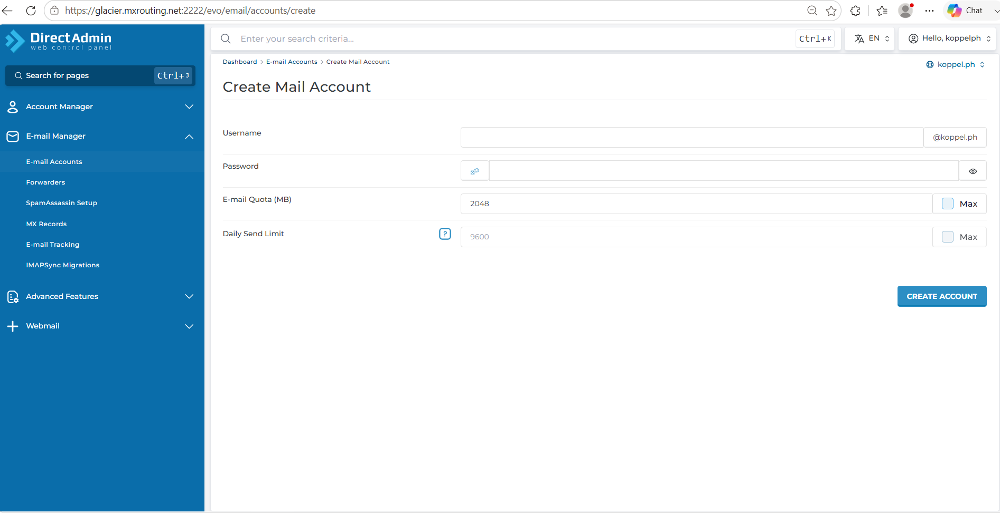 https://glacier.mxrouting.net:2222/evo/email/accounts/create
Chat
DirectAdmin
web control panel
Enter your search criteria...
Ctrl+K
EN
Hello, koppelph
Search for pages
Ctrl+J
Account Manager
E-mail Manager
E-mail Accounts
Forwarders
SpamAssassin Setup
MX Records
E-mail Tracking
IMAPSync Migrations
Advanced Features
Webmail
Dashboard > E-mail Accounts > Create Mail Account
koppel.ph
Create Mail Account
Username
@koppel.ph
Password
E-mail Quota (MB)
2048
Max
Daily Send Limit
?
9600
Max
CREATE ACCOUNT